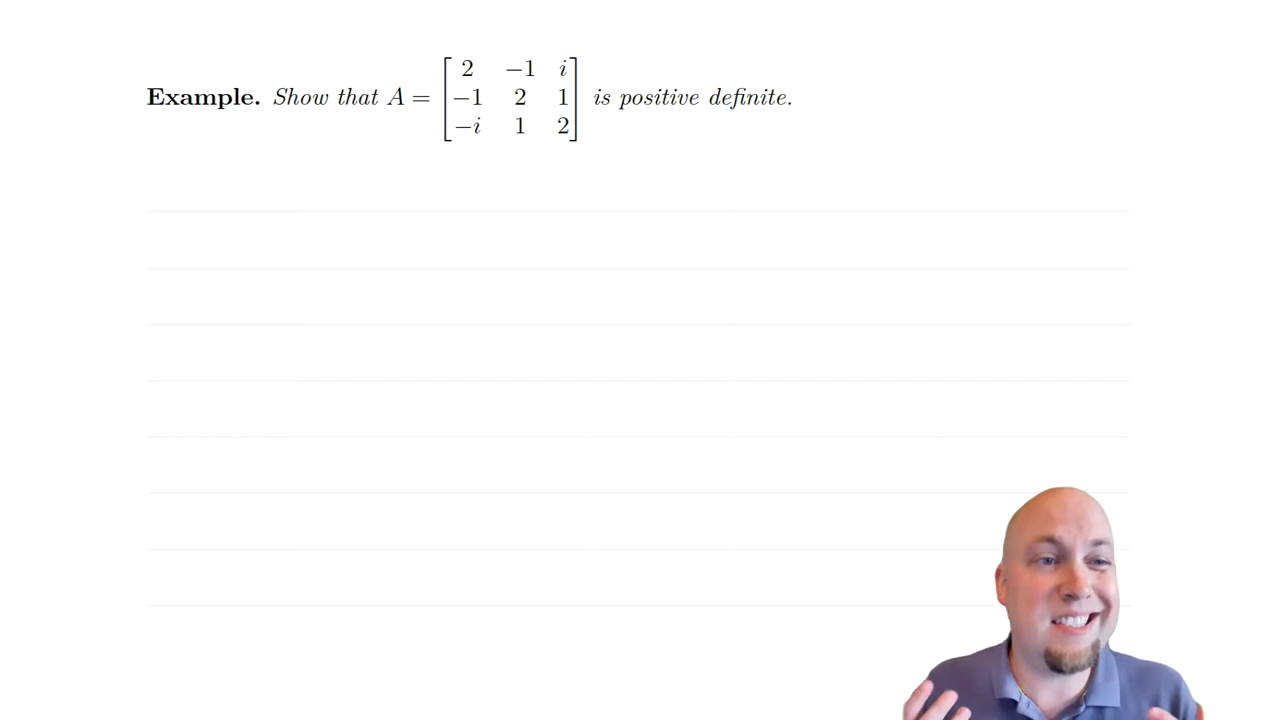 Example. Show that A = [2 −1 i; −1 2 1; −i 1 2] is positive definite.